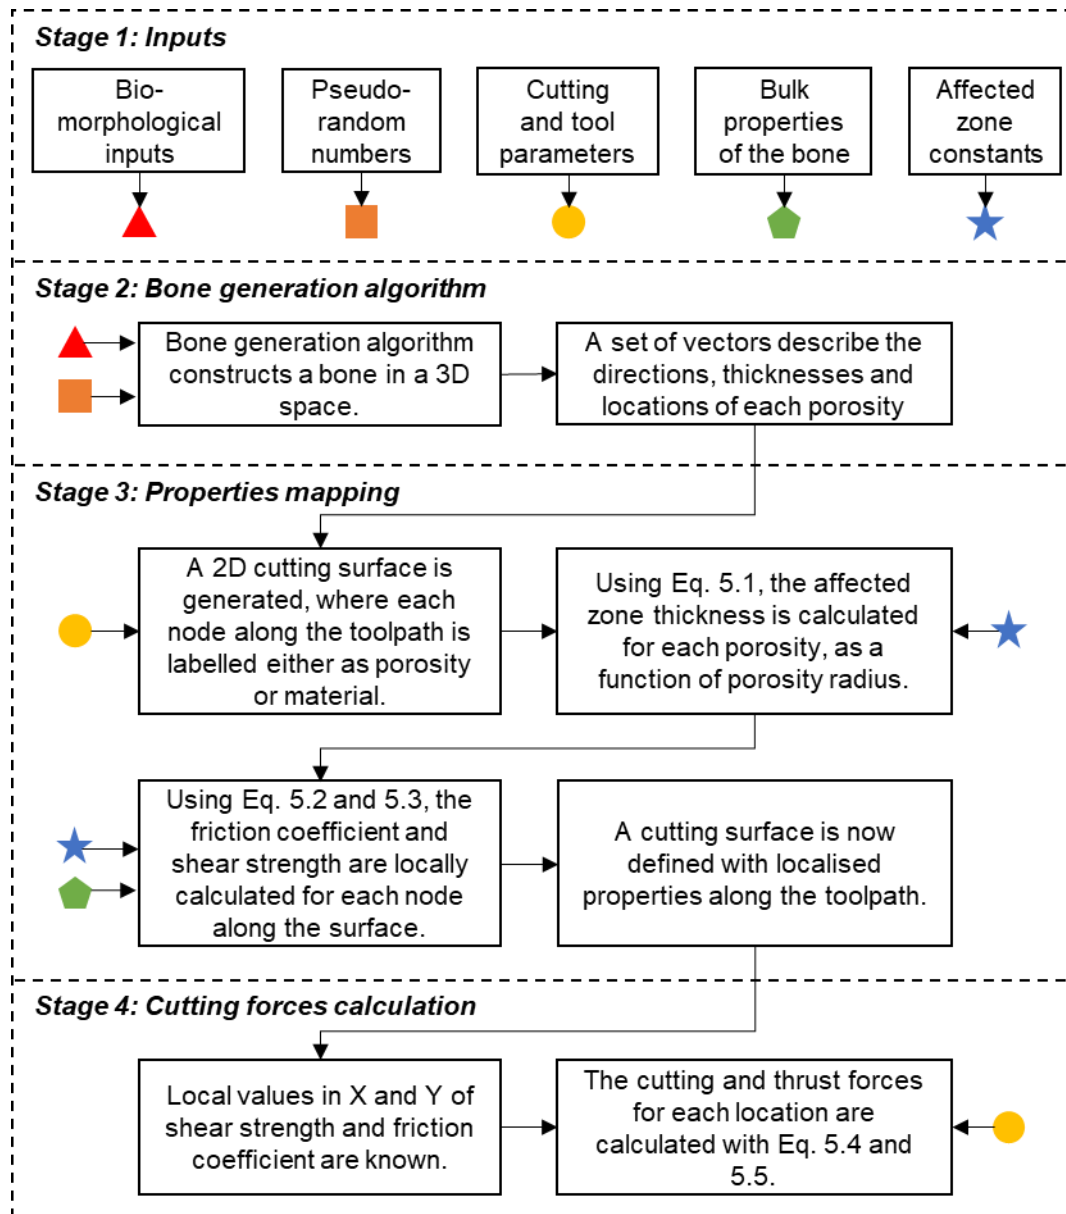 Stage 1: Inputs
Bio-
morphological
inputs
Pseudo-
random
numbers
Cutting
and tool
parameters
Bulk
properties
of the bone
Affected
zone
constants
Stage 2: Bone generation algorithm
Bone generation algorithm
constructs a bone in a 3D
space.
A set of vectors describe the
directions, thicknesses and
locations of each porosity
Stage 3: Properties mapping
A 2D cutting surface is
generated, where each
node along the toolpath is
labelled either as porosity
or material.
Using Eq. 5.1, the affected
zone thickness is calculated
for each porosity, as a
function of porosity radius.
Using Eq. 5.2 and 5.3, the
friction coefficient and
shear strength are locally
calculated for each node
along the surface.
A cutting surface is now
defined with localised
properties along the toolpath.
Stage 4: Cutting forces calculation
Local values in X and Y of
shear strength and friction
coefficient are known.
The cutting and thrust forces
for each location are
calculated with Eq. 5.4 and
5.5.